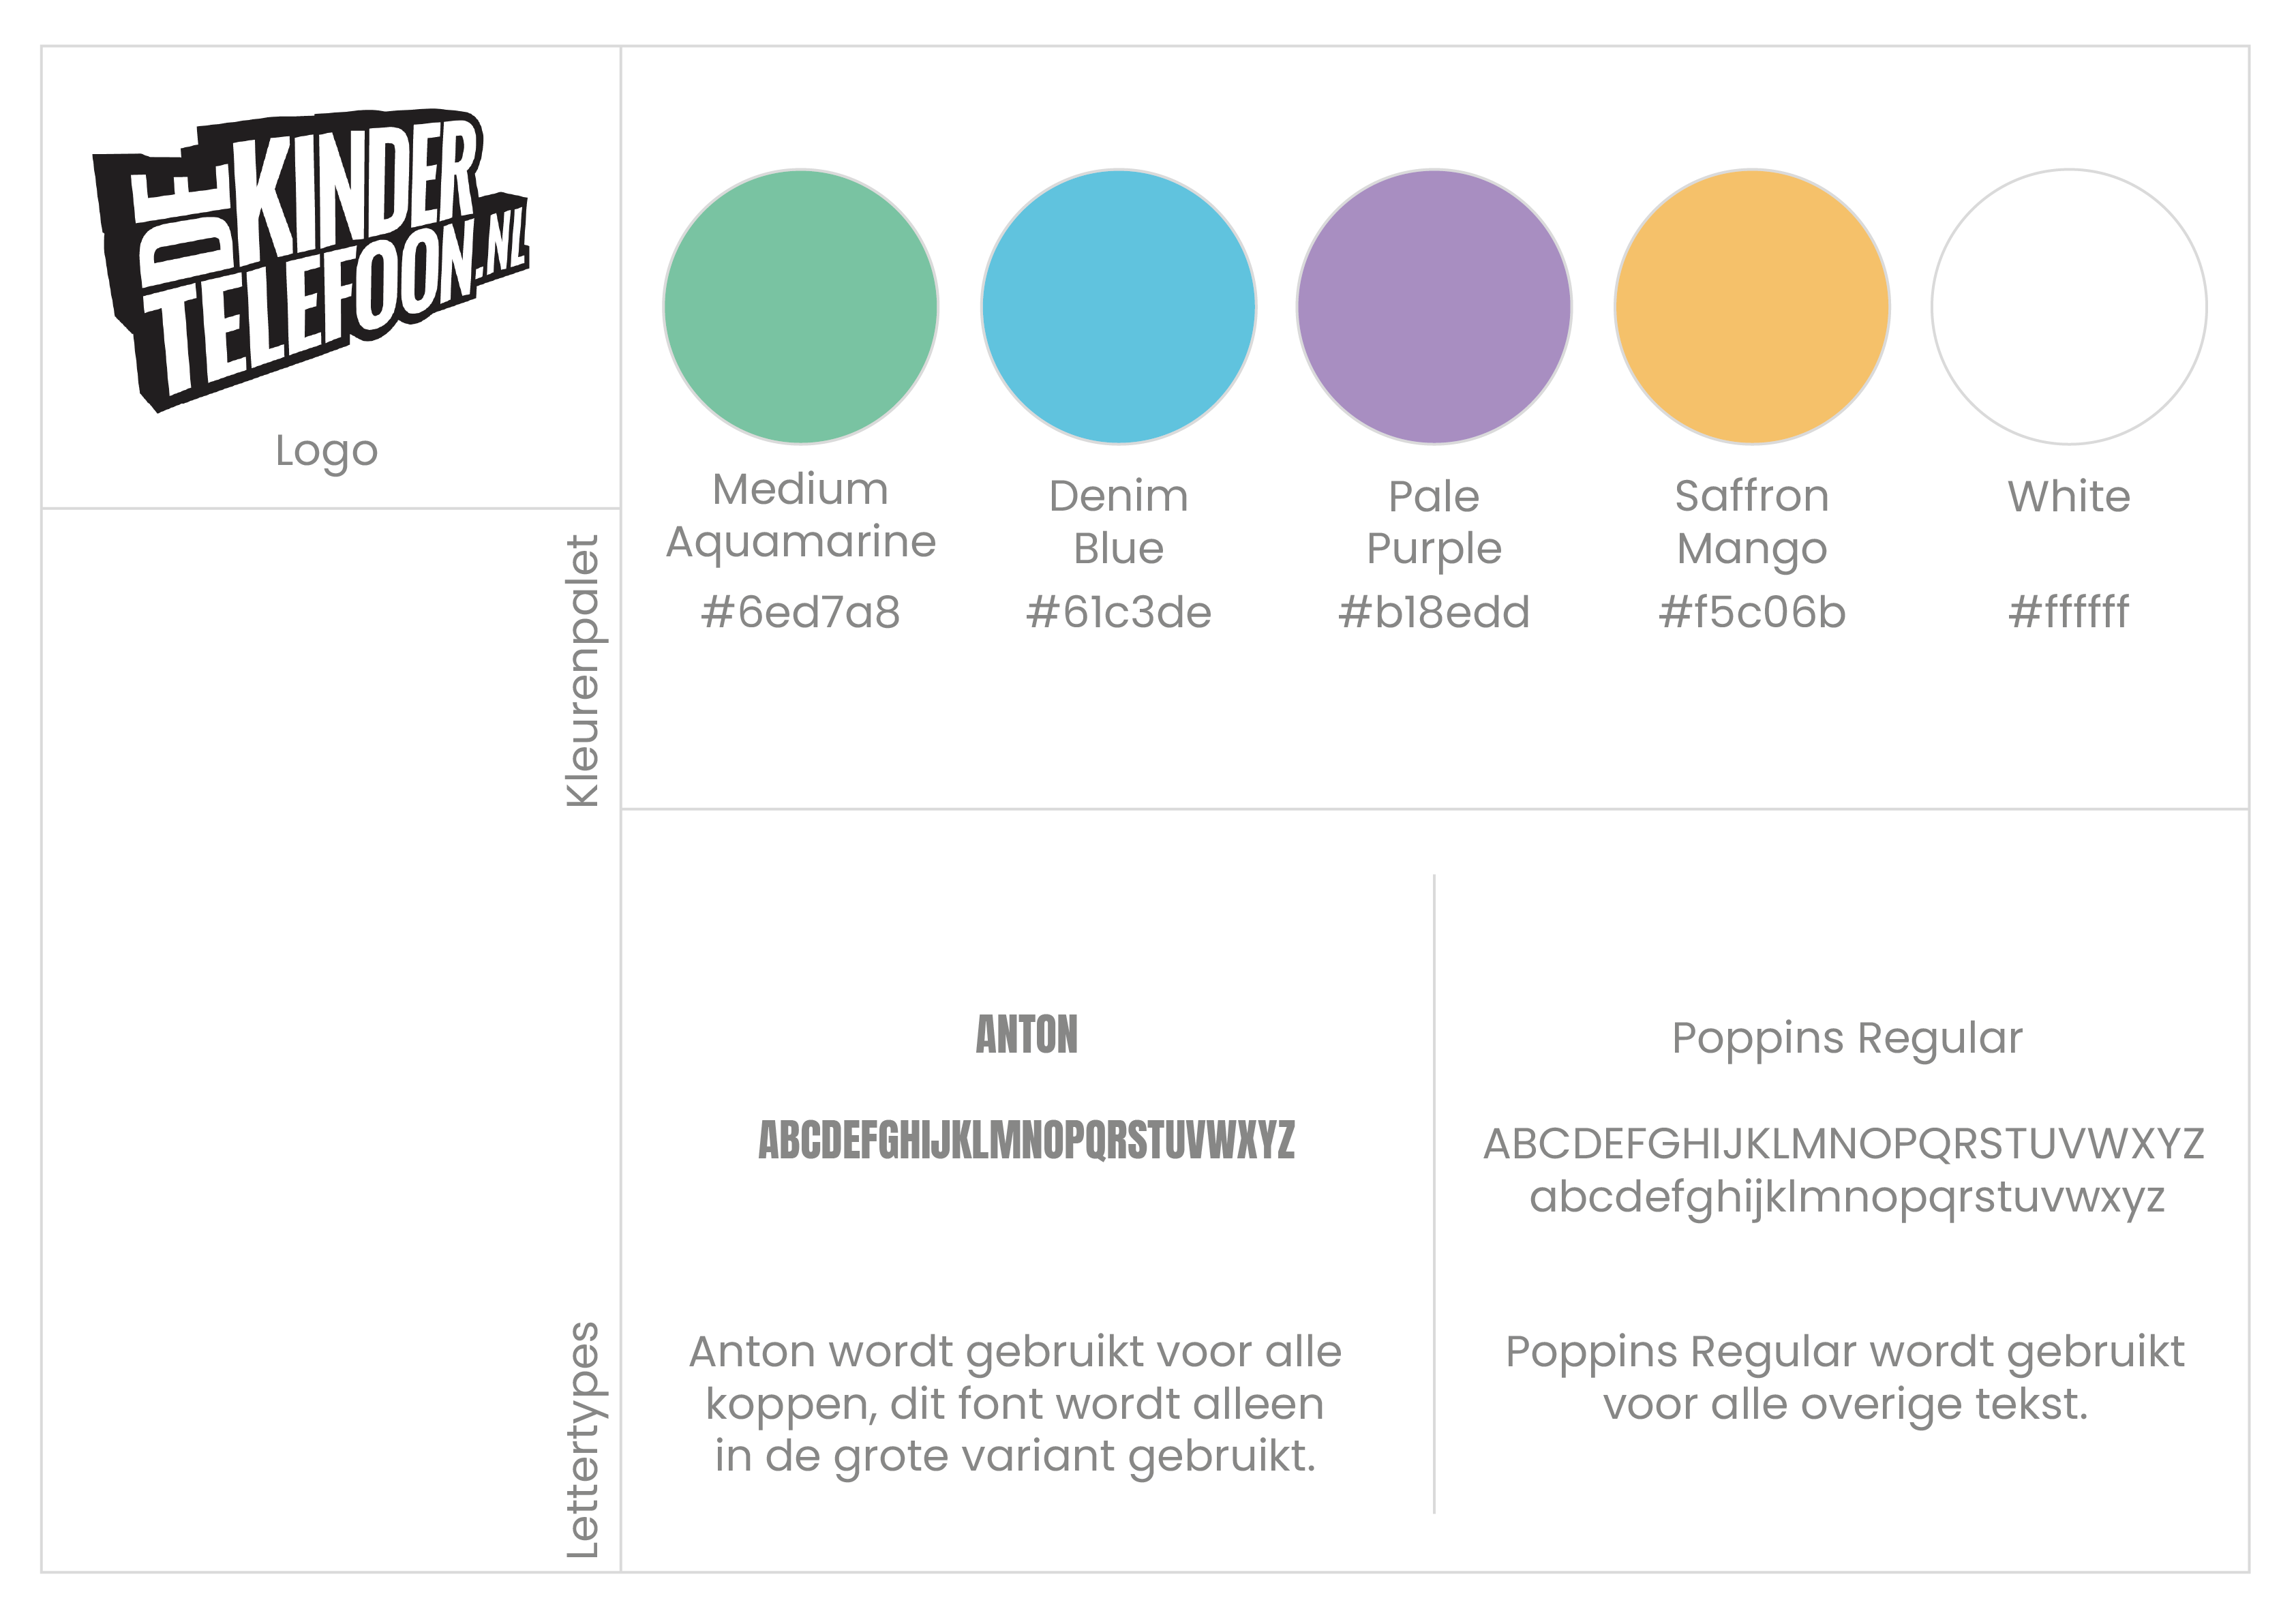 DE
KINDER
TELEFOON.NL
Logo
Kleurenpalet
Medium
Aquamarine
#6ed7a8
Denim
Blue
#61c3de
Pale
Purple
#b18edd
Saffron
Mango
#f5c06b
White
#ffffff
Lettertypes
ANTON
ABCDEFGHIJKLMNOPQRSTUVWXYZ
Anton wordt gebruikt voor alle
koppen, dit font wordt alleen
in de grote variant gebruikt.
Poppins Regular
ABCDEFGHIJKLMNOPQRSTUVWXYZ
abcdefghijklmnopqrstuvwxyz
Poppins Regular wordt gebruikt
voor alle overige tekst.